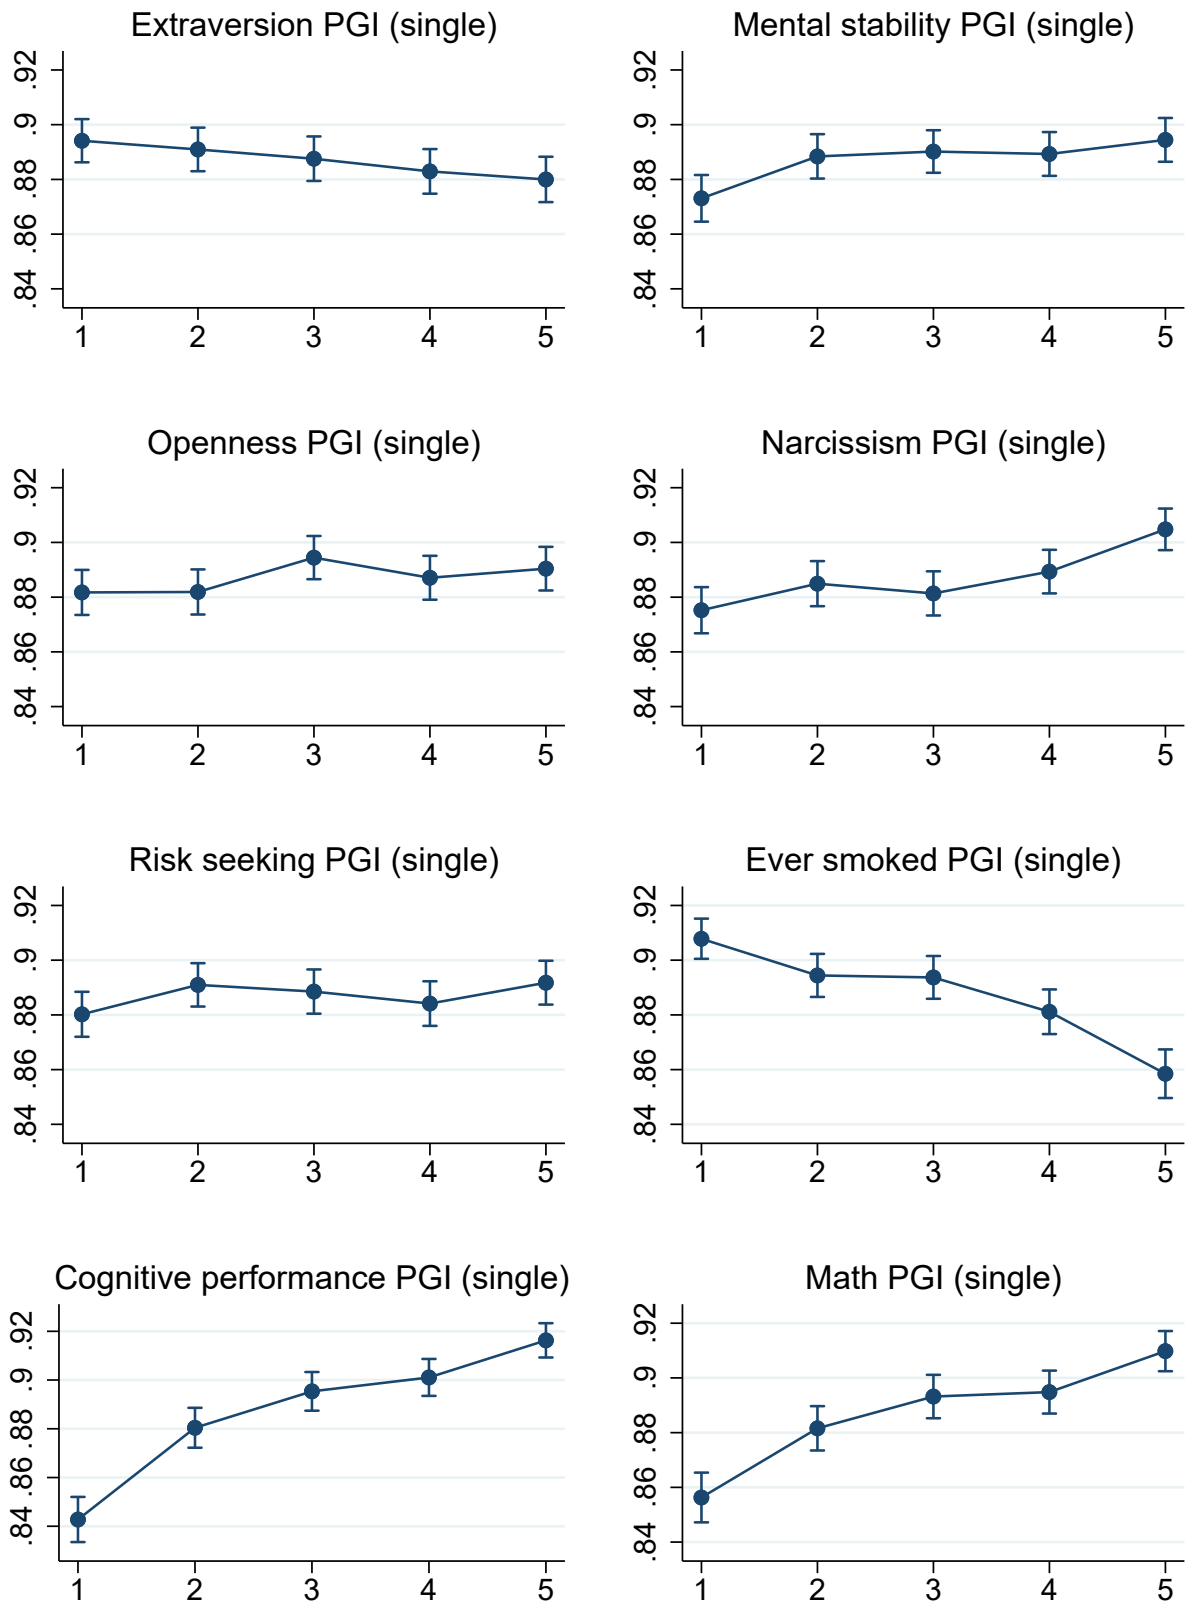 Extraversion PGI (single)
.92
.9
.88
.86
.84
1 2 3 4 5
Mental stability PGI (single)
.92
.9
.88
.86
.84
1 2 3 4 5
Openness PGI (single)
.92
.9
.88
.86
.84
1 2 3 4 5
Narcissism PGI (single)
.92
.9
.88
.86
.84
1 2 3 4 5
Risk seeking PGI (single)
.92
.9
.88
.86
.84
1 2 3 4 5
Ever smoked PGI (single)
.92
.9
.88
.86
.84
1 2 3 4 5
Cognitive performance PGI (single)
.92
.9
.88
.86
.84
1 2 3 4 5
Math PGI (single)
.92
.9
.88
.86
.84
1 2 3 4 5